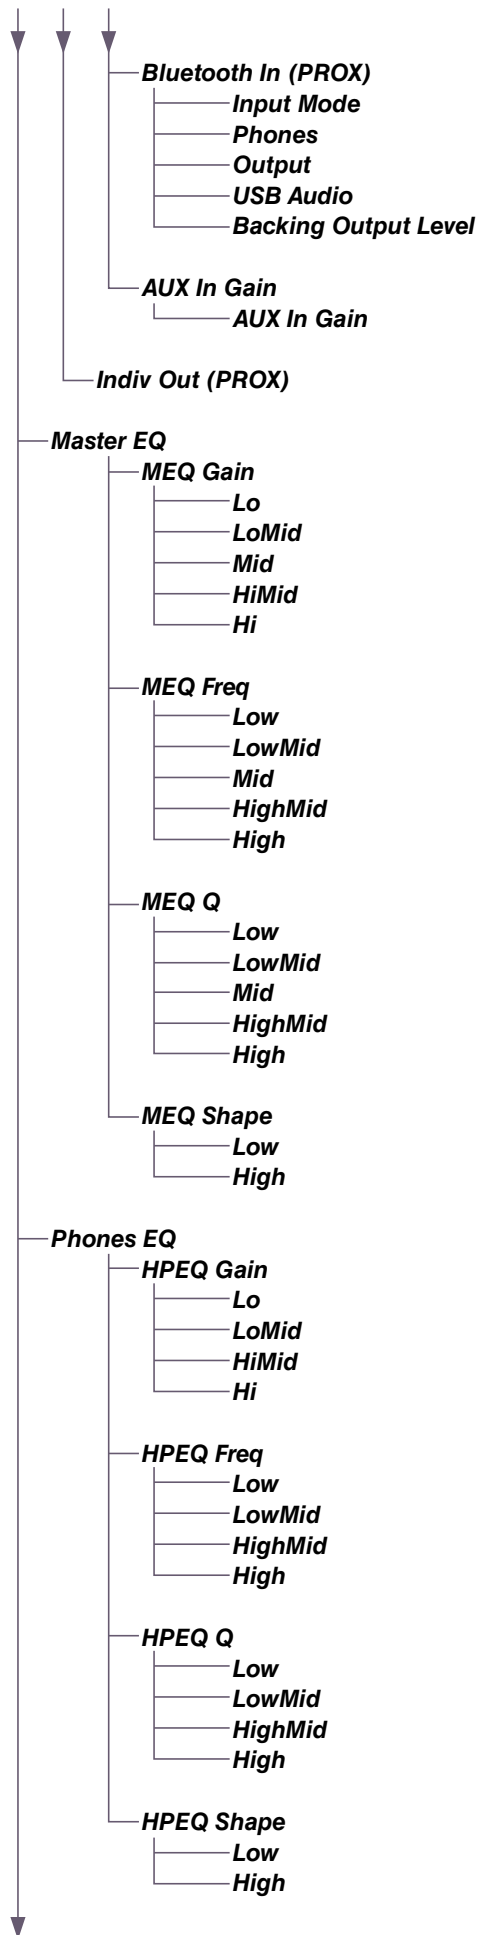 Bluetooth In (PROX)
Input Mode
Phones
Output
USB Audio
Backing Output Level
AUX In Gain
AUX In Gain
Indiv Out (PROX)
Master EQ
MEQ Gain
Lo
LoMid
Mid
HiMid
Hi
MEQ Freq
Low
LowMid
Mid
HighMid
High
MEQ Q
Low
LowMid
Mid
HighMid
High
MEQ Shape
Low
High
Phones EQ
HPEQ Gain
Lo
LoMid
HiMid
Hi
HPEQ Freq
Low
LowMid
HighMid
High
HPEQ Q
Low
LowMid
HighMid
High
HPEQ Shape
Low
High